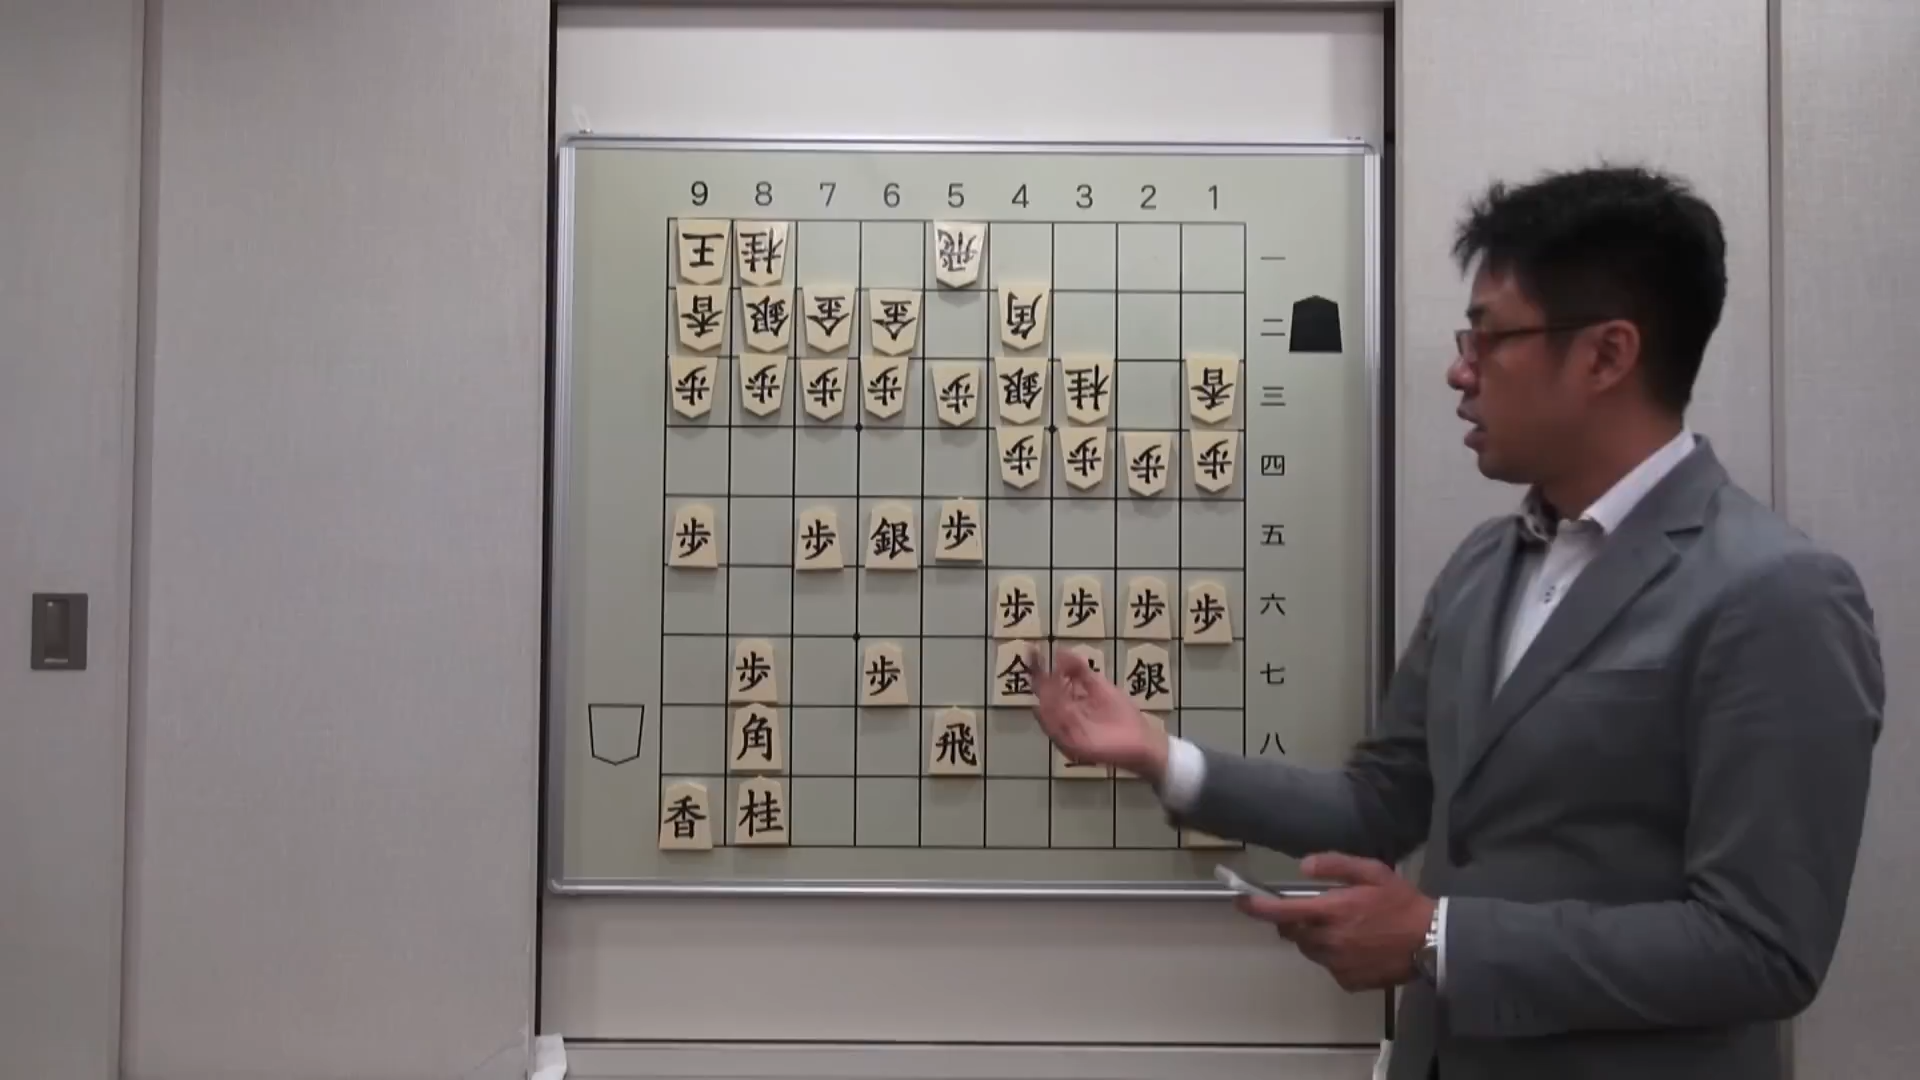 9 8 7 6 5 4 3 2 1
王 桂 飛 一
香 銀 金 金 角 二
歩 歩 歩 歩 歩 銀 桂 香 三
歩 歩 歩 歩 四
歩 歩 銀 歩 五
歩 歩 歩 歩 六
歩 歩 金 銀 七
角 飛 八
香 桂